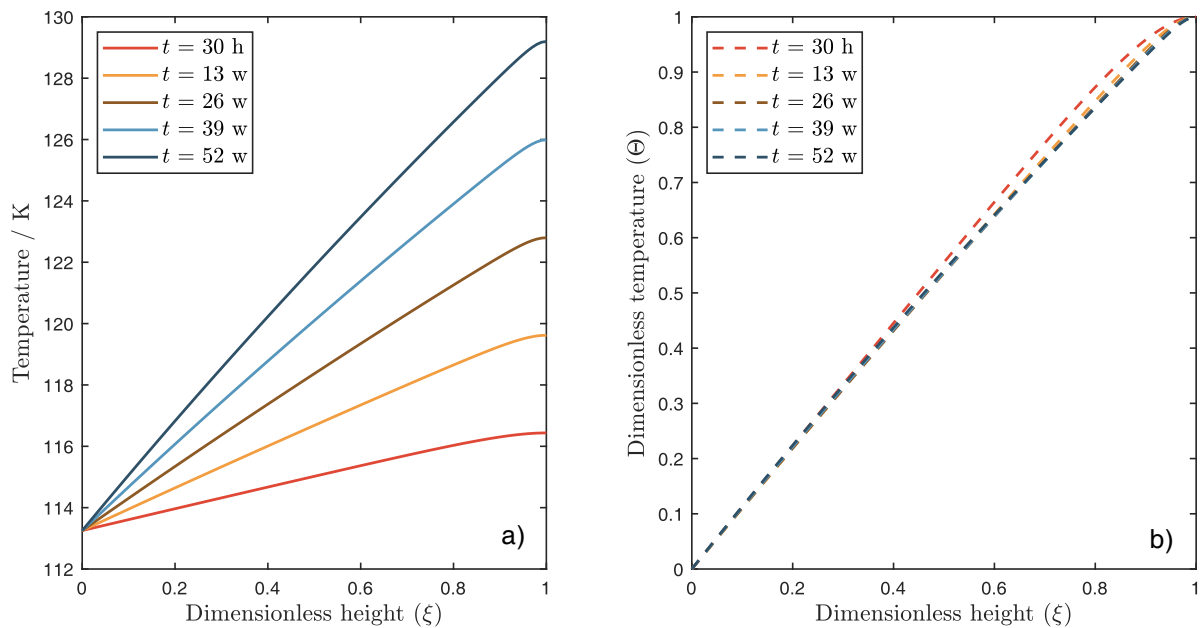 130
128
126
124
122
120
118
116
114
112
Temperature / K
t = 30 h
t = 13 w
t = 26 w
t = 39 w
t = 52 w
a)
0
0.2
0.4
0.6
0.8
1
Dimensionless height (ξ)
1
0.9
0.8
0.7
0.6
0.5
0.4
0.3
0.2
0.1
0
Dimensionless temperature (Θ)
t = 30 h
t = 13 w
t = 26 w
t = 39 w
t = 52 w
b)
0
0.2
0.4
0.6
0.8
1
Dimensionless height (ξ)